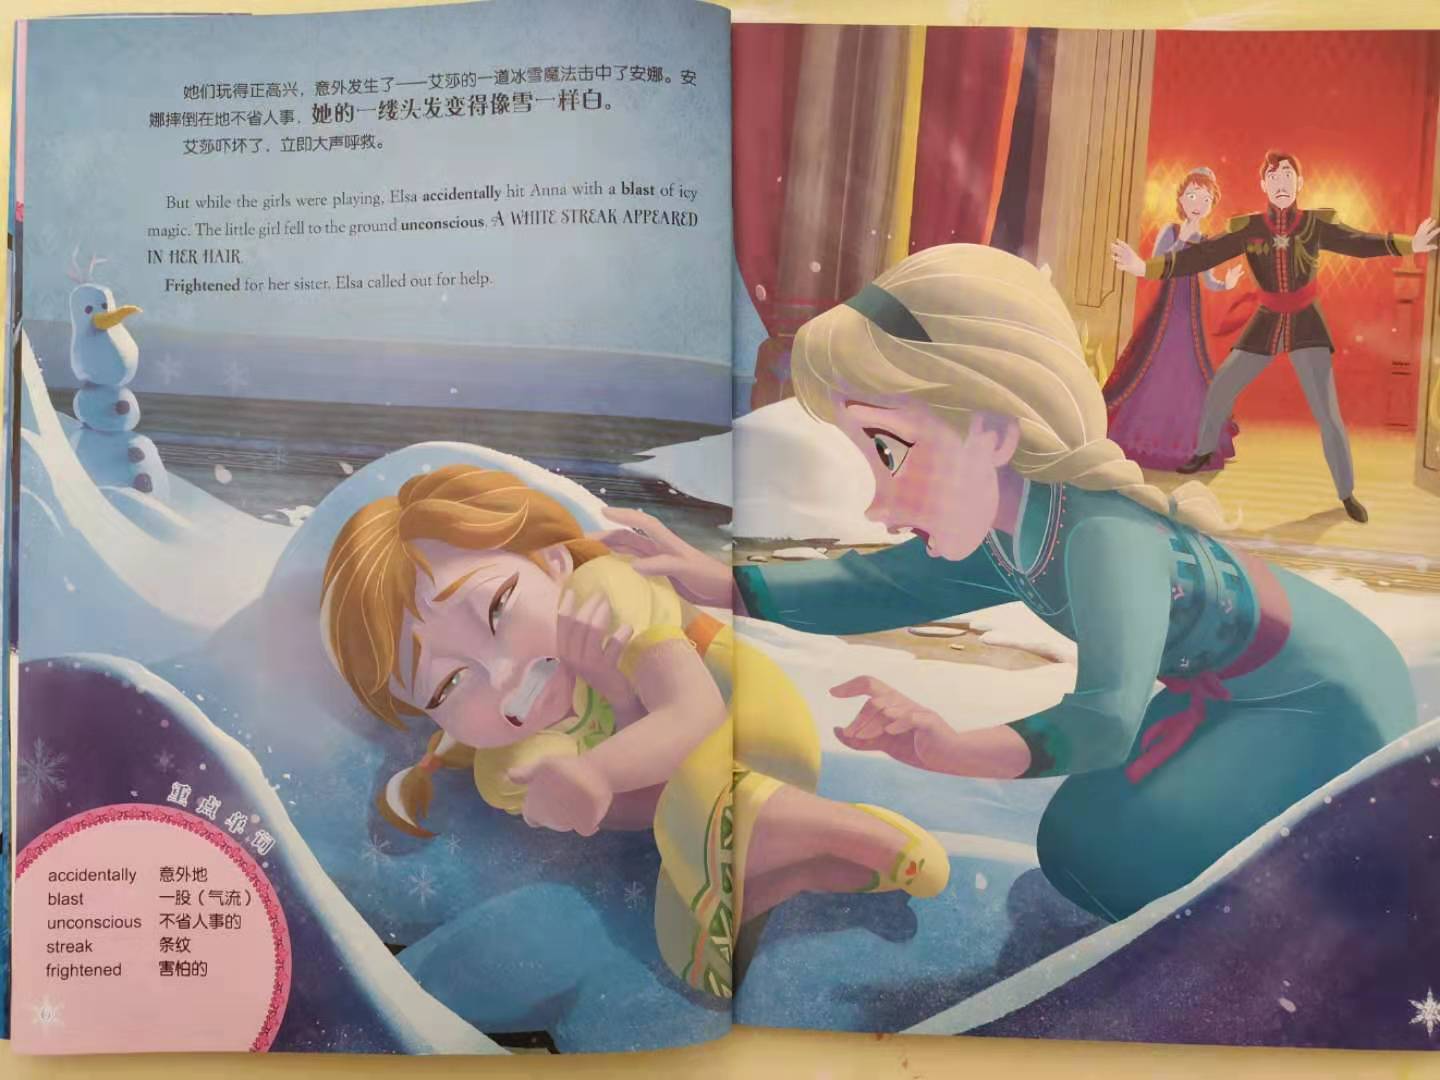 她们玩得正高兴，意外发生了——艾莎的一道冰雪魔法击中了安娜。安
娜摔倒在地不省人事，她的一缕头发变得像雪一样白。
艾莎吓坏了，立即大声呼救。
But while the girls were playing, Elsa accidentally hit Anna with a blast of icy
magic. The little girl fell to the ground unconscious. A WHITE STREAK APPEARED
IN HER HAIR.
Frightened for her sister, Elsa called out for help.
重点单词
accidentally 意外地
blast 一股（气流）
unconscious 不省人事的
streak 条纹
frightened 害怕的
6